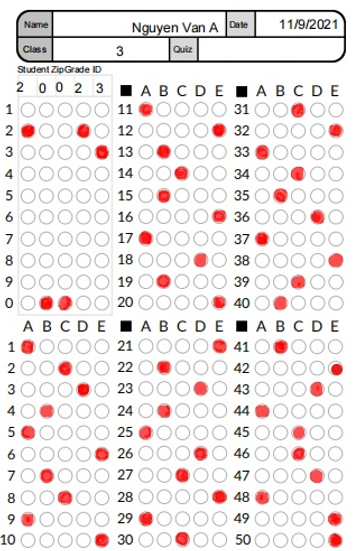 Name Nguyen Van A Date 11/9/2021
Class 3 Quiz
Student ZipGrade ID
2 0 0 2 3
A B C D E
A B C D E
1 11 31
2 12 32
3 13 33
4 14 34
5 15 35
6 16 36
7 17 37
8 18 38
9 19 39
0 20 40
A B C D E
1 21 41
2 22 42
3 23 43
4 24 44
5 25 45
6 26 46
7 27 47
8 28 48
9 29 49
10 30 50